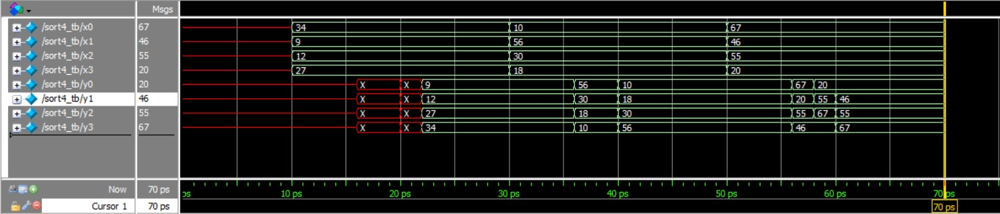 Msgs
/sort4_tb/x0 67 34 10 67
/sort4_tb/x1 46 9 56 46
/sort4_tb/x2 55 12 30 55
/sort4_tb/x3 20 27 18 20
/sort4_tb/y0 20 X X 9 56 10 67 20
/sort4_tb/y1 46 X X 12 30 18 20 55 46
/sort4_tb/y2 55 X X 27 18 30 55 67 55
/sort4_tb/y3 67 X X 34 10 56 46 67
Now 70 ps ps 10 ps 20 ps 30 ps 40 ps 50 ps 60 ps 70 ps
Cursor 1 70 ps 70 ps